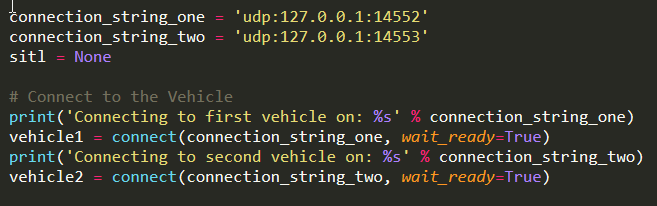 connection_string_one = 'udp:127.0.0.1:14552'
connection_string_two = 'udp:127.0.0.1:14553'
sitl = None
# Connect to the Vehicle
print('Connecting to first vehicle on: %s' % connection_string_one)
vehicle1 = connect(connection_string_one, wait_ready=True)
print('Connecting to second vehicle on: %s' % connection_string_two)
vehicle2 = connect(connection_string_two, wait_ready=True)